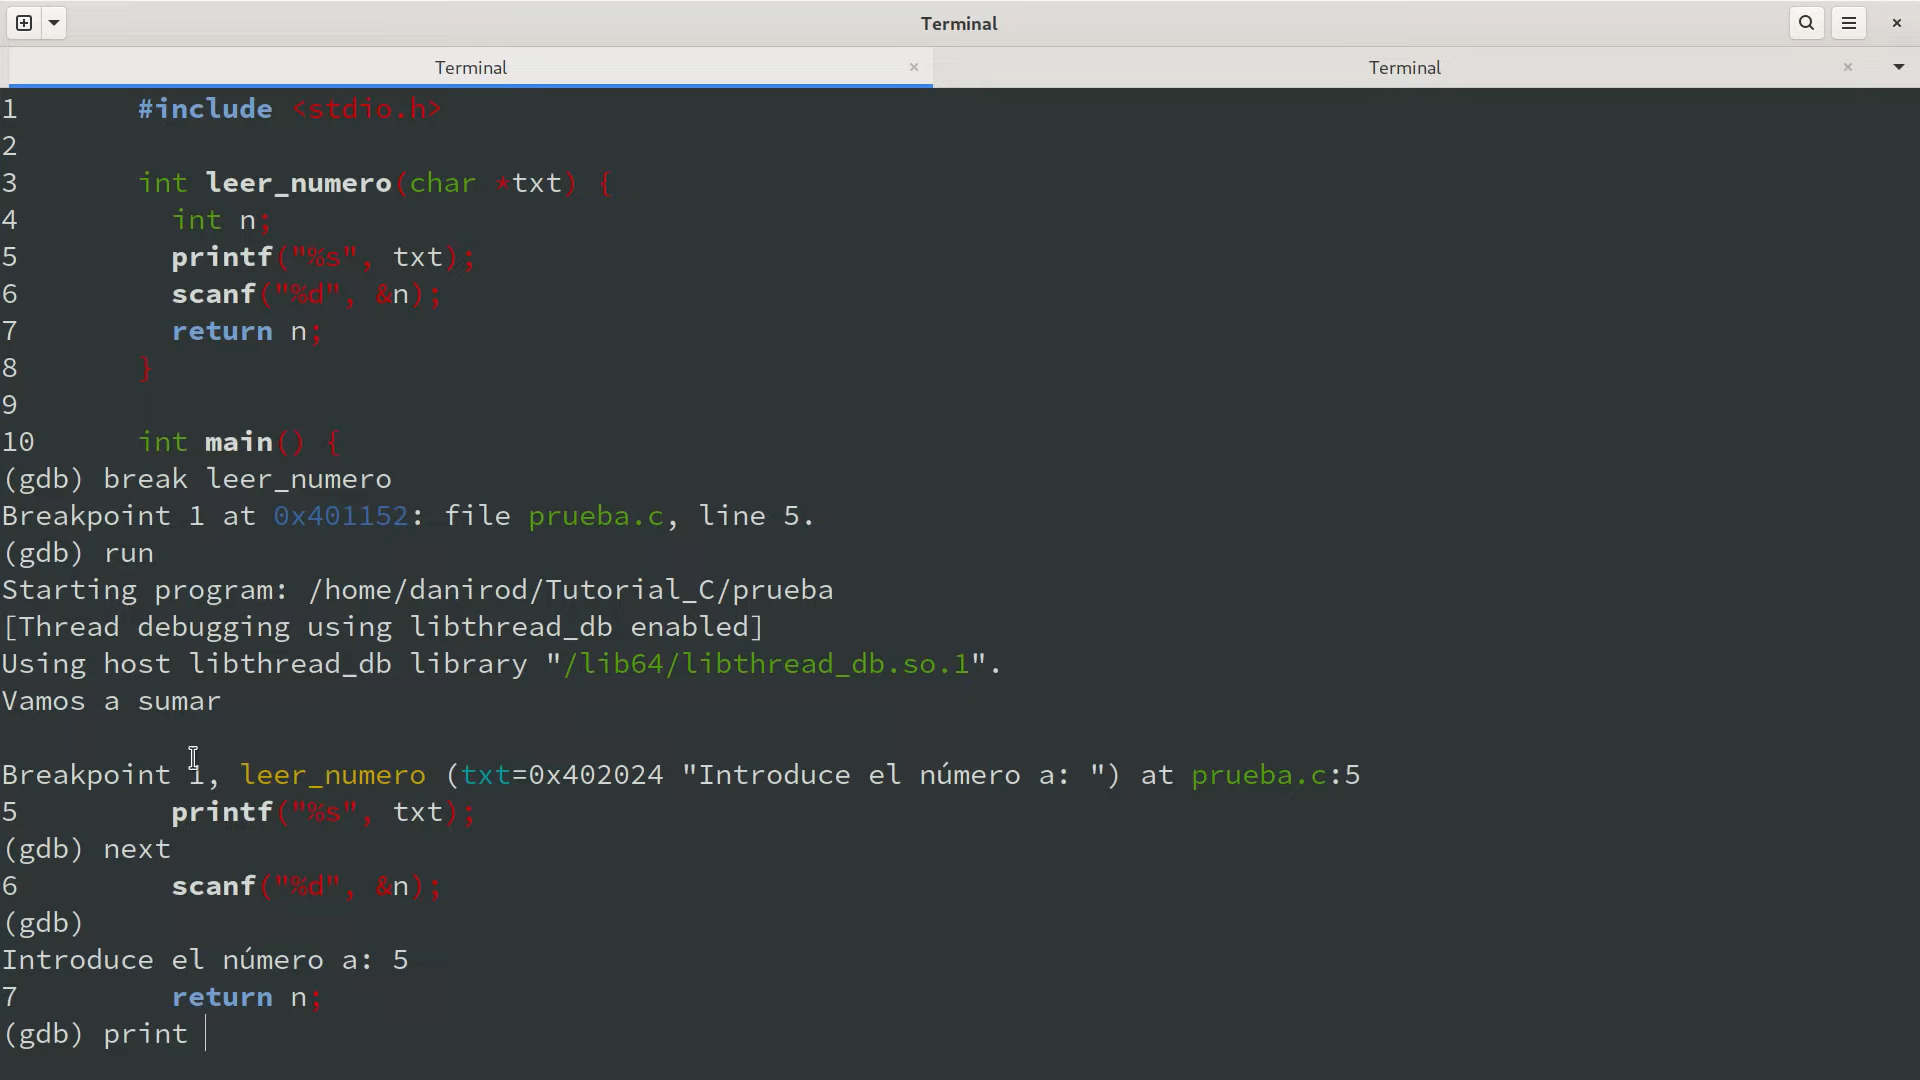 Terminal
Terminal
Terminal
1 #include <stdio.h>
2
3 int leer_numero(char *txt) {
4 int n;
5 printf("%s", txt);
6 scanf("%d", &n);
7 return n;
8 }
9
10 int main() {
(gdb) break leer_numero
Breakpoint 1 at 0x401152: file prueba.c, line 5.
(gdb) run
Starting program: /home/danirod/Tutorial_C/prueba
[Thread debugging using libthread_db enabled]
Using host libthread_db library "/lib64/libthread_db.so.1".
Vamos a sumar
Breakpoint 1, leer_numero (txt=0x402024 "Introduce el número a: ") at prueba.c:5
5 printf("%s", txt);
(gdb) next
6 scanf("%d", &n);
(gdb)
Introduce el número a: 5
7 return n;
(gdb) print